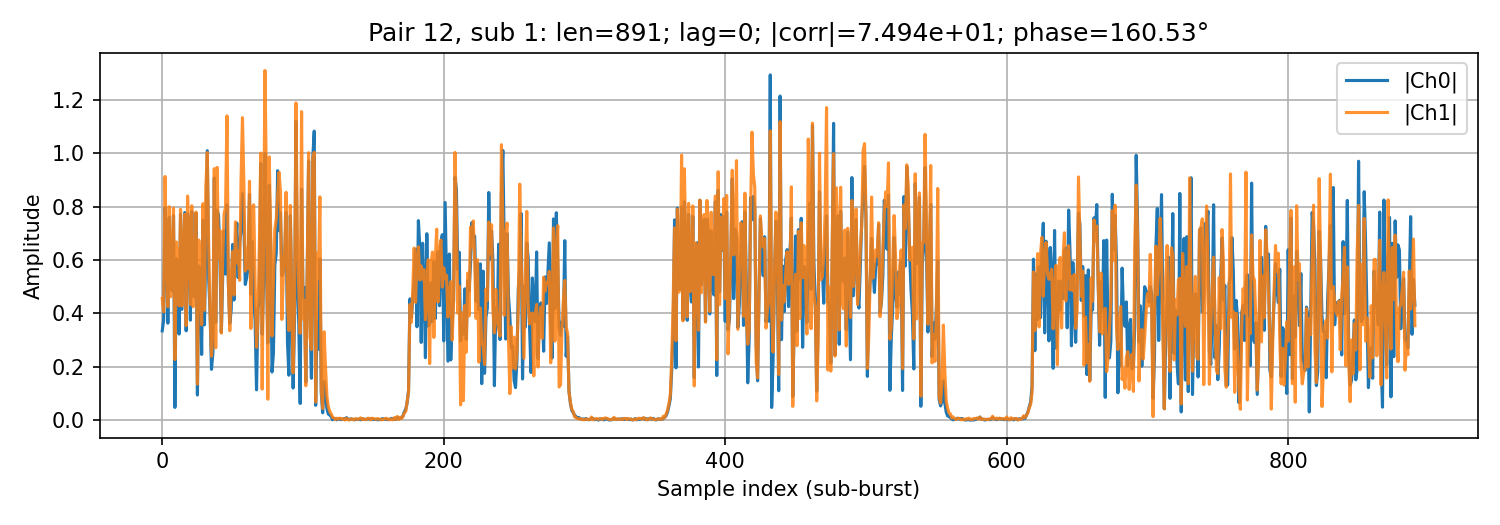 Pair 12, sub 1: len=891; lag=0; |corr|=7.494e+01; phase=160.53°
|Ch0|
|Ch1|
Amplitude
1.2
1.0
0.8
0.6
0.4
0.2
0.0
0 200 400 600 800
Sample index (sub-burst)